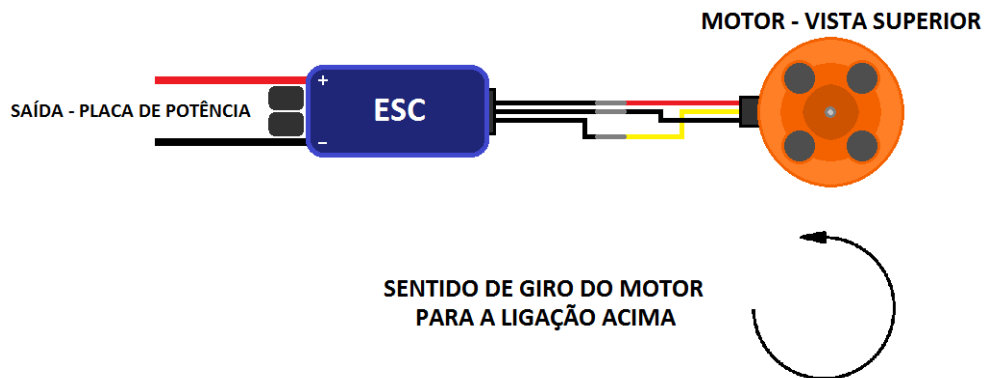 MOTOR - VISTA SUPERIOR
+
SAÍDA - PLACA DE POTÊNCIA
ESC
–
SENTIDO DE GIRO DO MOTOR
PARA A LIGAÇÃO ACIMA